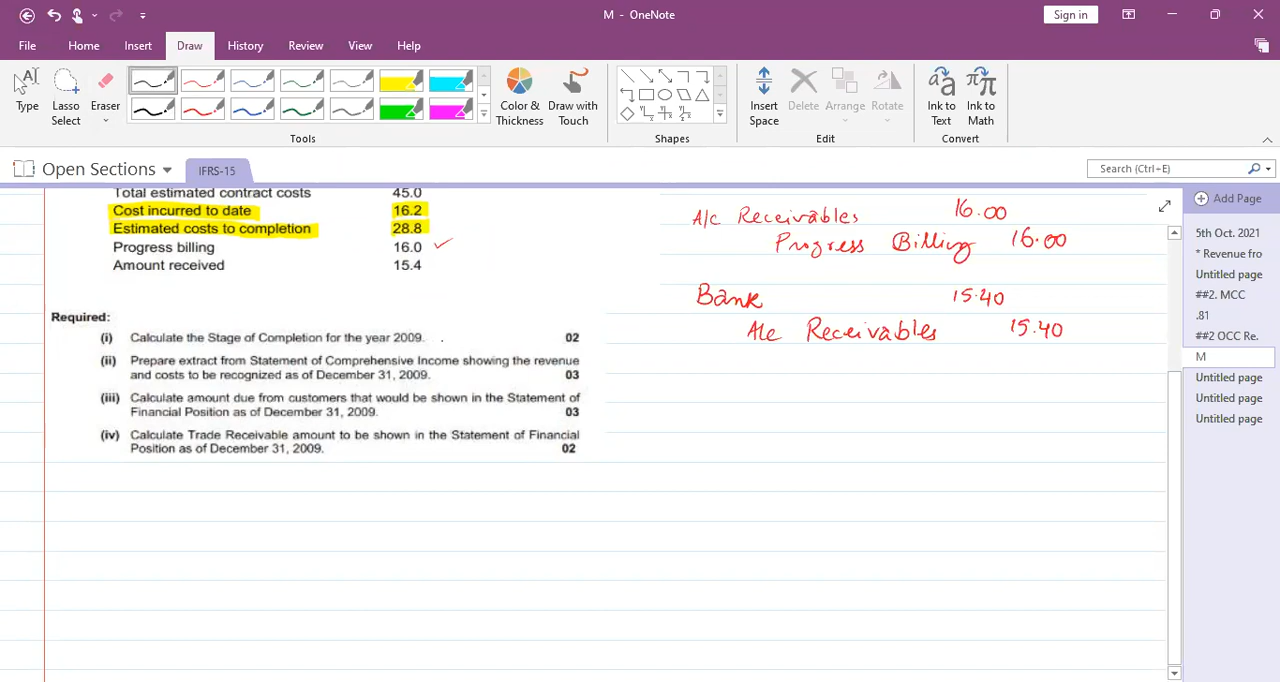 M - OneNote
Sign in
File Home Insert Draw History Review View Help
Type
Lasso Select
Eraser
Color & Thickness
Draw with Touch
Insert Space
Delete
Arrange
Rotate
Ink to Text
Ink to Math
Tools
Shapes
Edit
Convert
Open Sections
IFRS-15
Search (Ctrl+E)
Add Page
5th Oct. 2021
* Revenue fro
Untitled page
##2. MCC
.81
##2 OCC Re.
M
Untitled page
Untitled page
Untitled page
Total estimated contract costs 45.0
Cost incurred to date 16.2
Estimated costs to completion 28.8
Progress billing 16.0
Amount received 15.4
Required:
(i) Calculate the Stage of Completion for the year 2009. 02
(ii) Prepare extract from Statement of Comprehensive Income showing the revenue
and costs to be recognized as of December 31, 2009. 03
(iii) Calculate amount due from customers that would be shown in the Statement of
Financial Position as of December 31, 2009. 03
(iv) Calculate Trade Receivable amount to be shown in the Statement of Financial
Position as of December 31, 2009. 02
A/c Receivables 16.00
Progress Billing 16.00
Bank 15.40
A/c Receivables 15.40